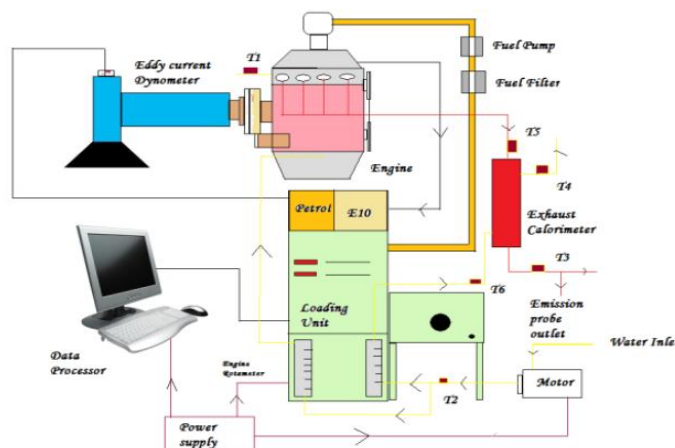 Eddy current
Dynometer
T1
Fuel Pump
Fuel Filter
Engine
T5
T4
Petrol
E10
Exhaust
Calorimeter
T3
T6
Loading
Unit
Emission
probe
outlet
Water Inle
Data
Processor
Engine
Rotameter
T2
Motor
Power
supply